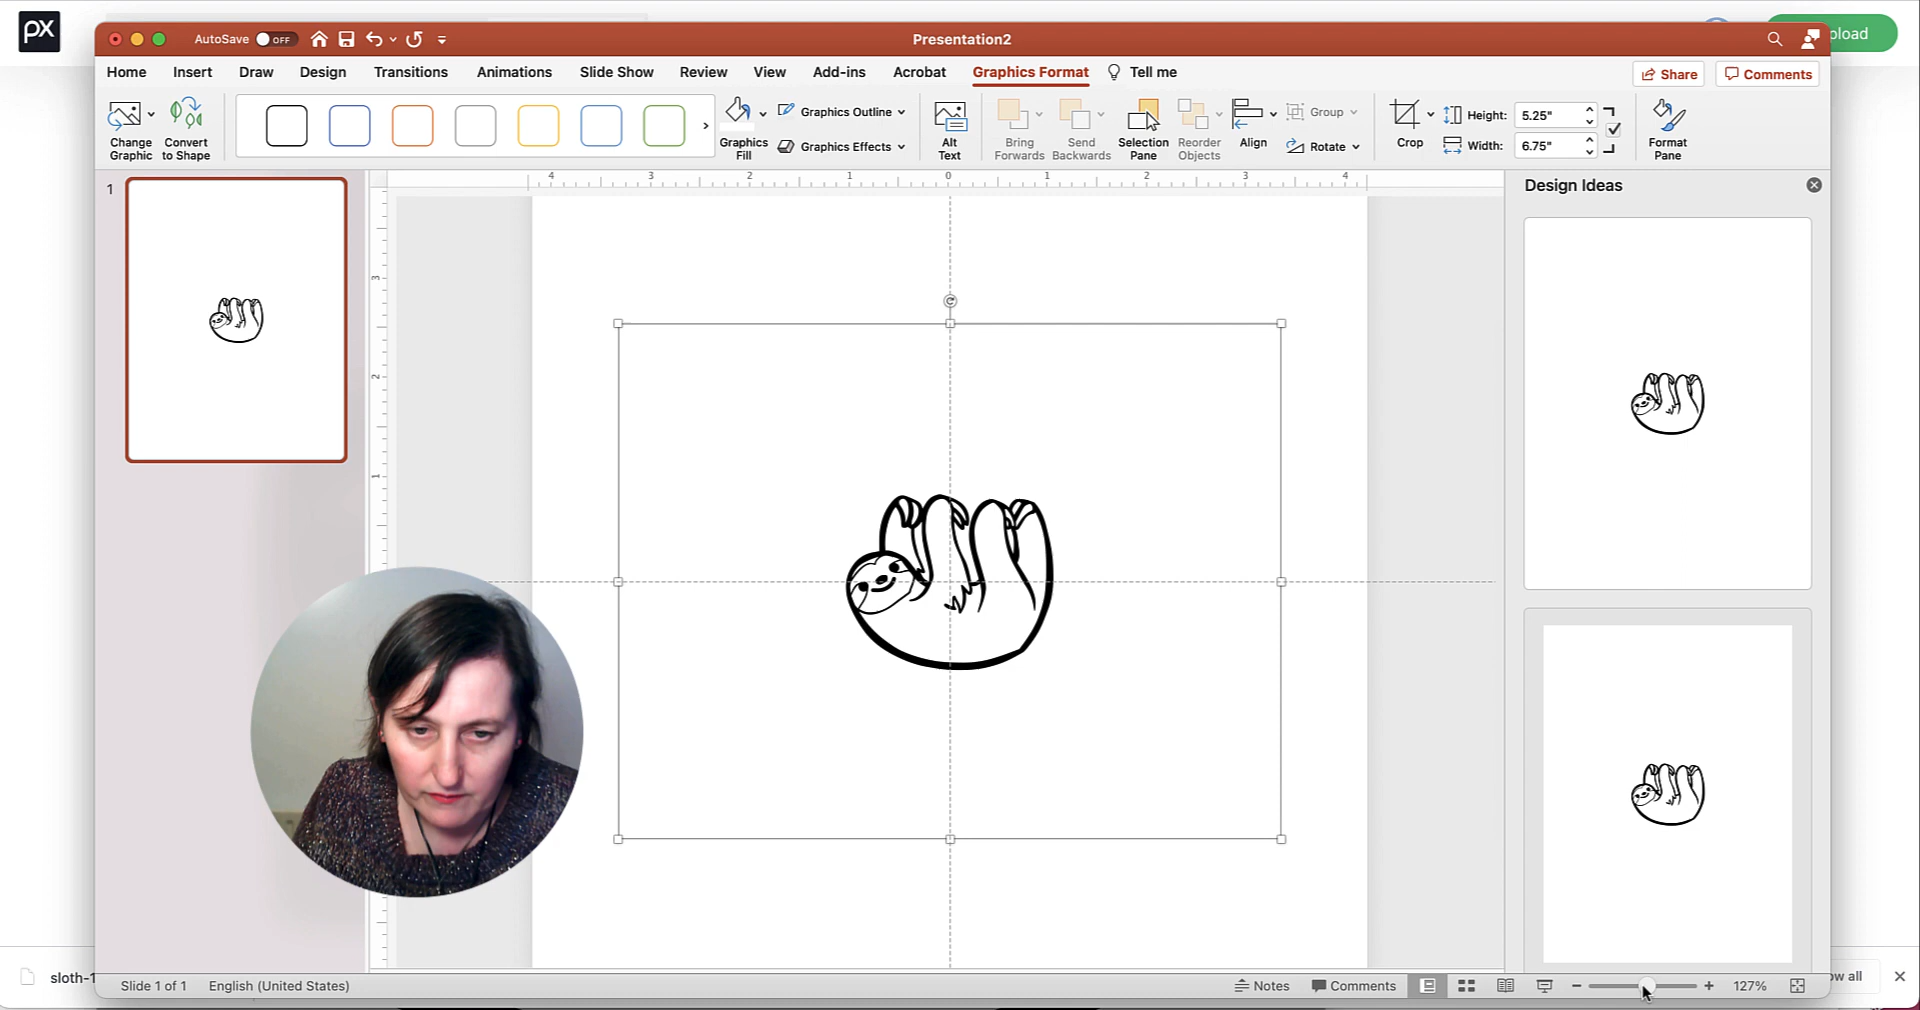 px
AutoSave OFF
Presentation2
pload
Home Insert Draw Design Transitions Animations Slide Show Review View Add-ins Acrobat Graphics Format Tell me
Share Comments
Change Graphic
Convert to Shape
Graphics Fill
Graphics Outline
Graphics Effects
Alt Text
Bring Forwards
Send Backwards
Selection Pane
Reorder Objects
Align
Group
Rotate
Crop
Height: 5.25"
Width: 6.75"
Format Pane
1
4 3 2 1 0 1 2 3 4
3
2
1
Design Ideas
sloth-1
ow all
Slide 1 of 1 English (United States)
Notes Comments 127%